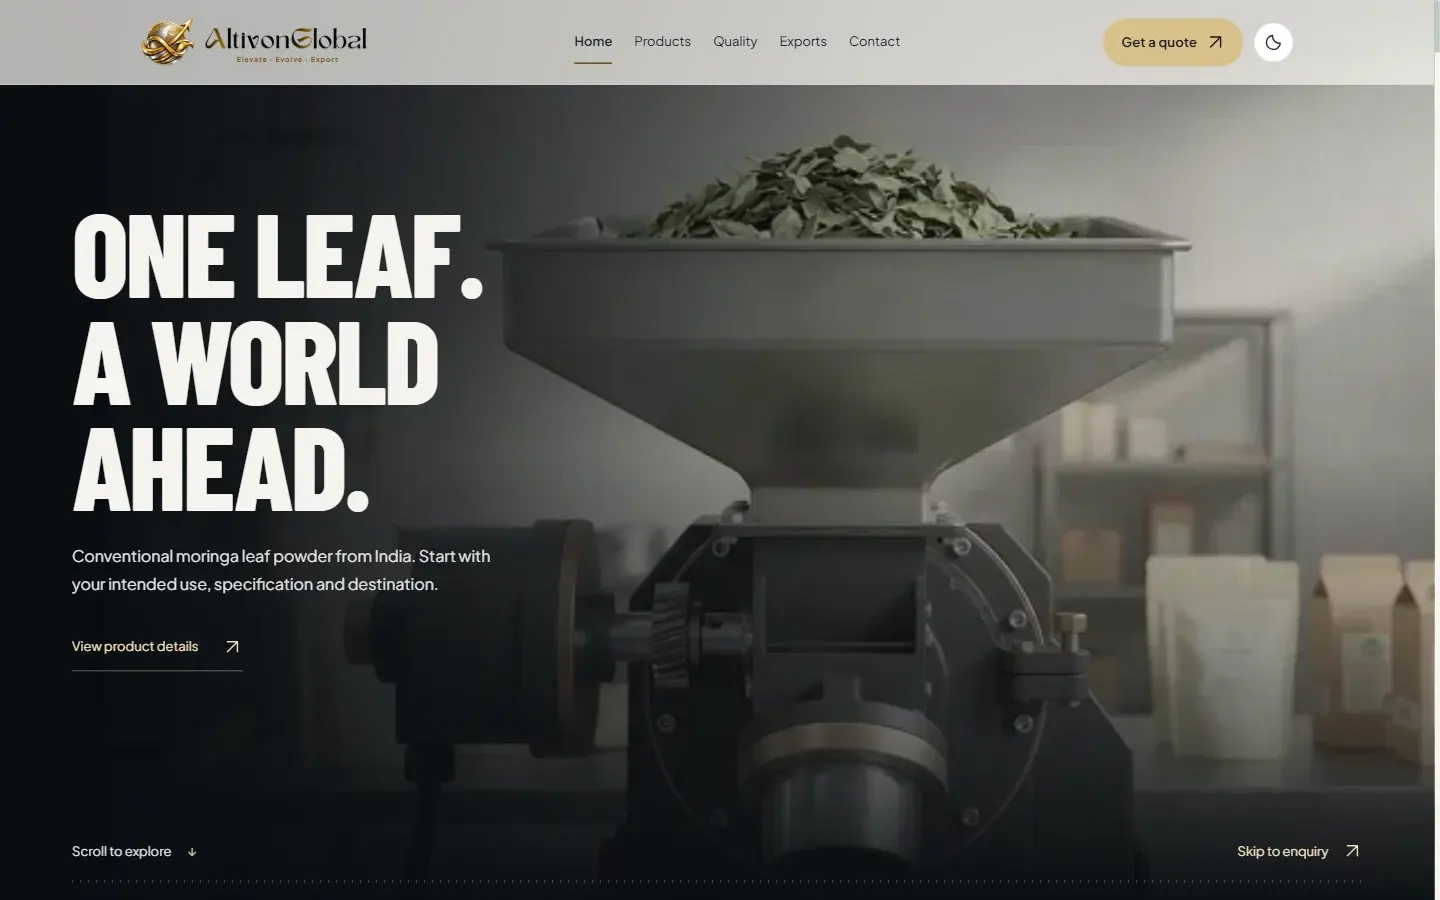 AltivonGlobal
Elevate · Evolve · Export
Home
Products
Quality
Exports
Contact
Get a quote
ONE LEAF.
A WORLD
AHEAD.
Conventional moringa leaf powder from India. Start with
your intended use, specification and destination.
View product details
Scroll to explore
Skip to enquiry